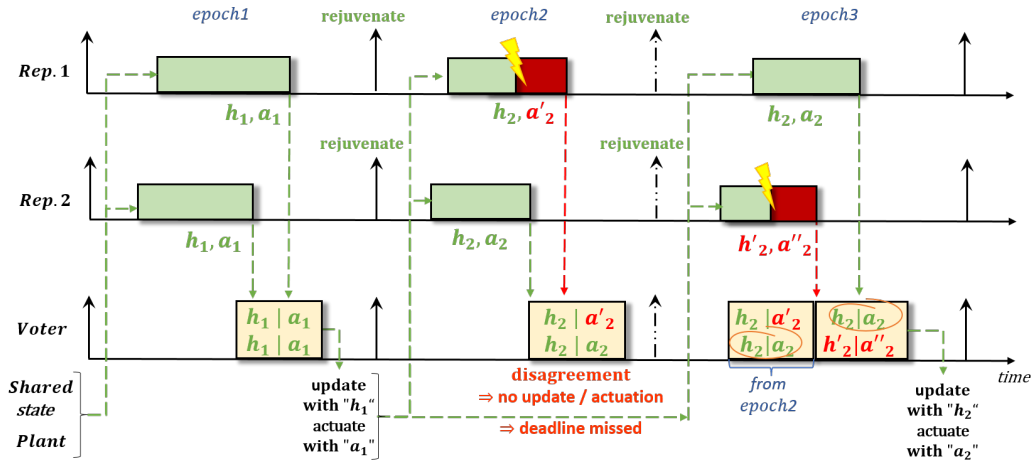 epoch1
rejuvenate
epoch2
rejuvenate
epoch3
Rep. 1
h₁, a₁
h₂, a'₂
h₂, a₂
rejuvenate
rejuvenate
Rep. 2
h₁, a₁
h₂, a₂
h'₂, a''₂
Voter
h₁ | a₁
h₁ | a₁
h₂ | a'₂
h₂ | a₂
h₂ |a'₂
h₂|a₂
h₂|a₂
h'₂|a''₂
time
Shared
state
Plant
update
with "h₁"
actuate
with "a₁"
disagreement
⇒ no update / actuation
⇒ deadline missed
from
epoch2
update
with "h₂"
actuate
with "a₂"